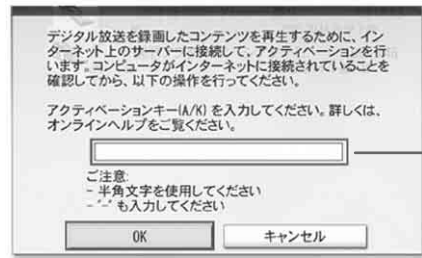 デジタル放送を録画したコンテンツを再生するために、イン
ターネット上のサーバーに接続して、アクティベーションを行
います。コンピュータがインターネットに接続されていることを
確認してから、以下の操作を行ってください。
アクティベーションキー(A/K) を入力してください。詳しくは、
オンラインヘルプをご覧ください。
ご注意:
- 半角文字を使用してください
- "-" も入力してください
OK
キャンセル